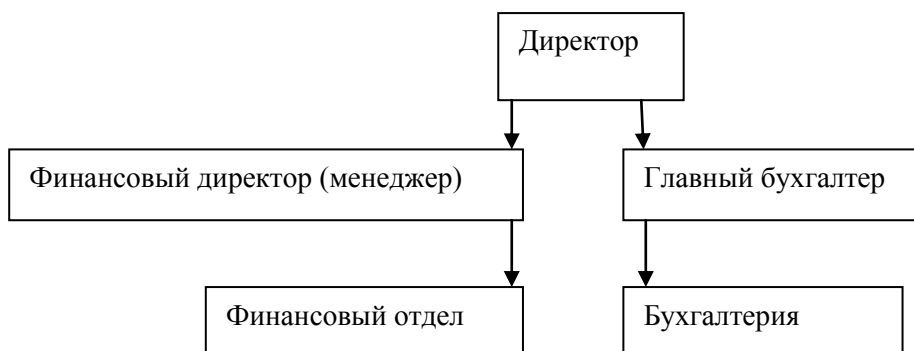 Директор
Финансовый директор (менеджер)
Главный бухгалтер
Финансовый отдел
Бухгалтерия